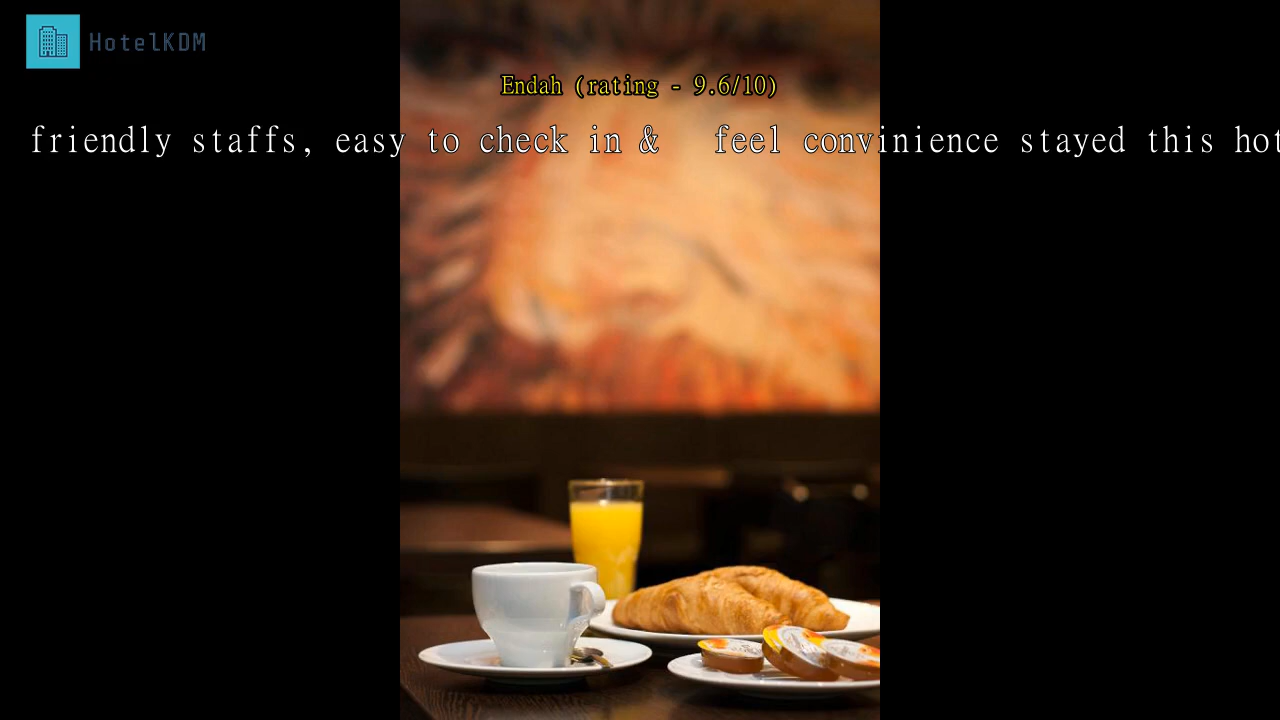 HotelKDM
Endah (rating - 9.6/10)
friendly staffs, easy to check in & feel convinience stayed this hot